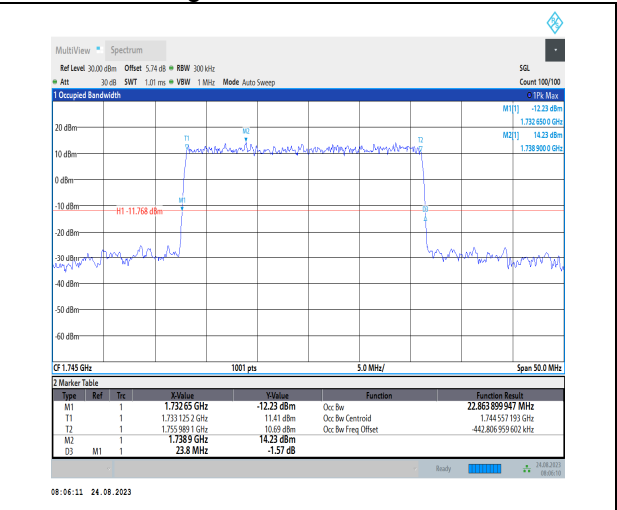 MultiView * Spectrum
Ref Level 30.00 dBm Offset 5.74 dB RBW 300 kHz SGL
Att 30 dB SWT 1.01 ms VBW 1 MHz Mode Auto Sweep Count 100/100
1 Occupied Bandwidth 1Pk Max
M1[1] -12.23 dBm
1.732 650 0 GHz
M2[1] 14.23 dBm
1.738 900 0 GHz
20 dBm
M2
T1 T2
10 dBm
0 dBm
M1
-10 dBm
H1 -11.768 dBm D3
-20 dBm
-30 dBm
-40 dBm
-50 dBm
-60 dBm
CF 1.745 GHz 1001 pts 5.0 MHz/ Span 50.0 MHz
2 Marker Table
Type Ref Trc X-Value Y-Value Function Function Result
M1 1 1.732 65 GHz -12.23 dBm Occ Bw 22.863 899 947 MHz
T1 1 1.733 125 2 GHz 11.41 dBm Occ Bw Centroid 1.744 557 193 GHz
T2 1 1.755 989 1 GHz 10.69 dBm Occ Bw Freq Offset -442.806 959 602 kHz
M2 1 1.738 9 GHz 14.23 dBm
D3 M1 1 23.8 MHz -1.57 dB
Ready 24.08.2023
08:06:10
08:06:11 24.08.2023